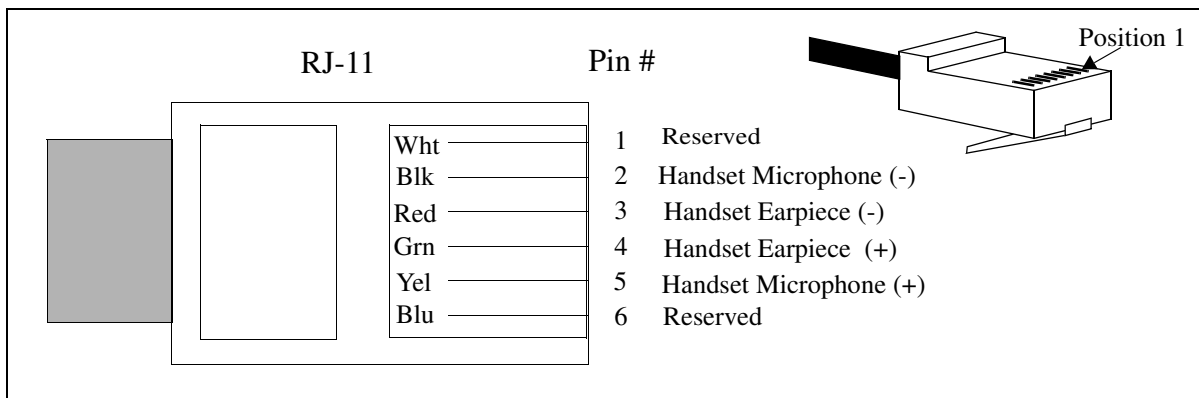 RJ-11 Pin # Position 1
Wht 1 Reserved
Blk 2 Handset Microphone (-)
Red 3 Handset Earpiece (-)
Grn 4 Handset Earpiece (+)
Yel 5 Handset Microphone (+)
Blu 6 Reserved